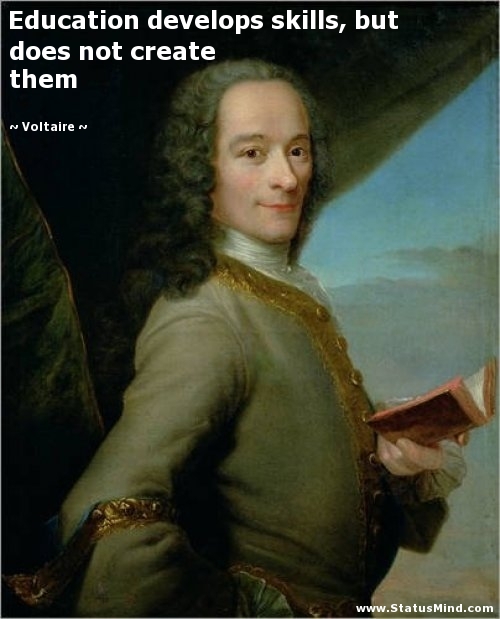 Education develops skills, but
does not create
them
~ Voltaire ~
www.StatusMind.com